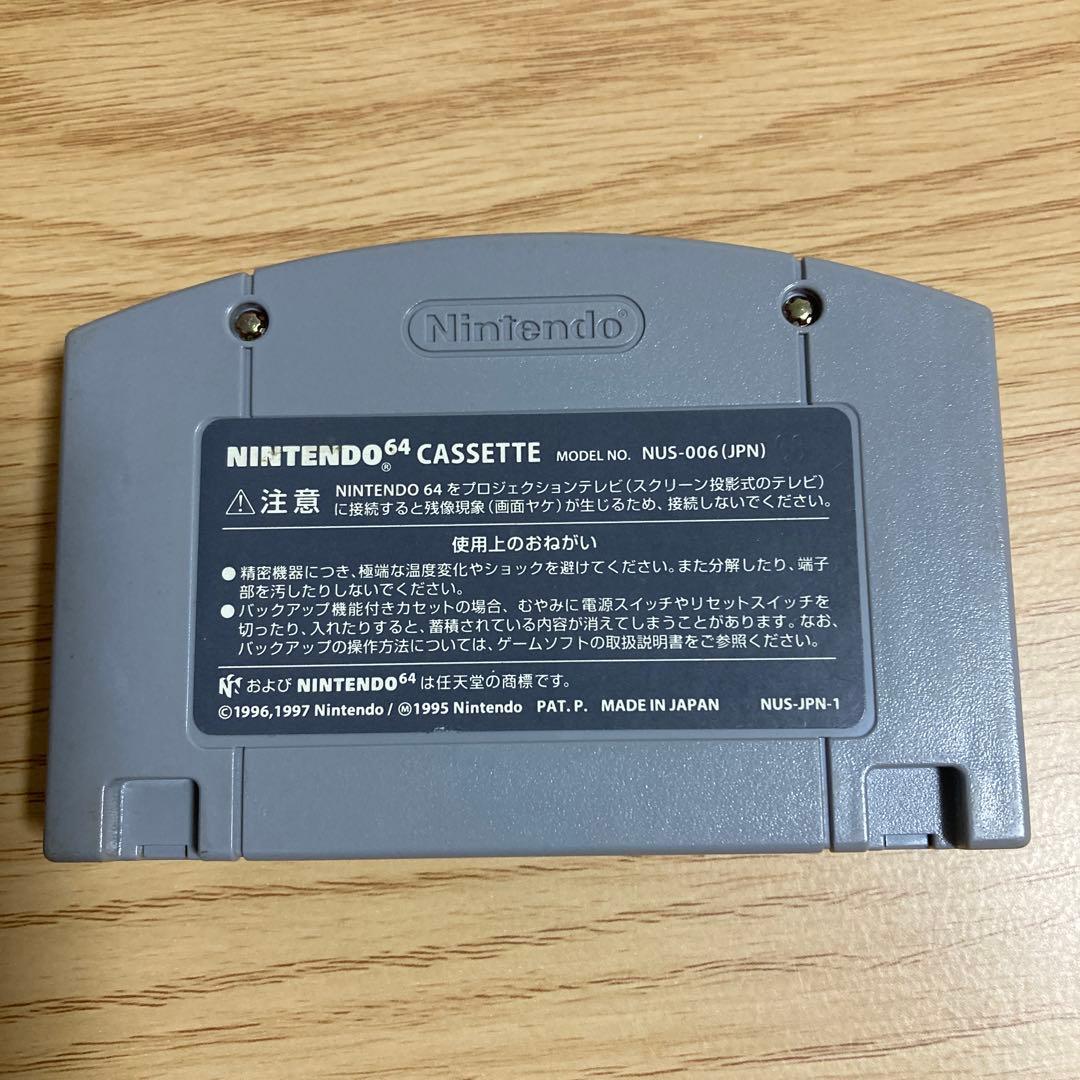 Nintendo®
NINTENDO64® CASSETTE MODEL NO. NUS-006(JPN)
⚠注意 NINTENDO 64をプロジェクションテレビ(スクリーン投影式のテレビ)
に接続すると残像現象(画面ヤケ)が生じるため、接続しないでください。
使用上のおねがい
●精密機器につき、極端な温度変化やショックを避けてください。また分解したり、端子
部を汚したりしないでください。
●バックアップ機能付きカセットの場合、むやみに電源スイッチやリセットスイッチを
切ったり、入れたりすると、蓄積されている内容が消えてしまうことがあります。なお、
バックアップの操作方法については、ゲームソフトの取扱説明書をご参照ください。
および NINTENDO64 は任天堂の商標です。
©1996,1997 Nintendo / Ⓜ1995 Nintendo PAT. P. MADE IN JAPAN NUS-JPN-1